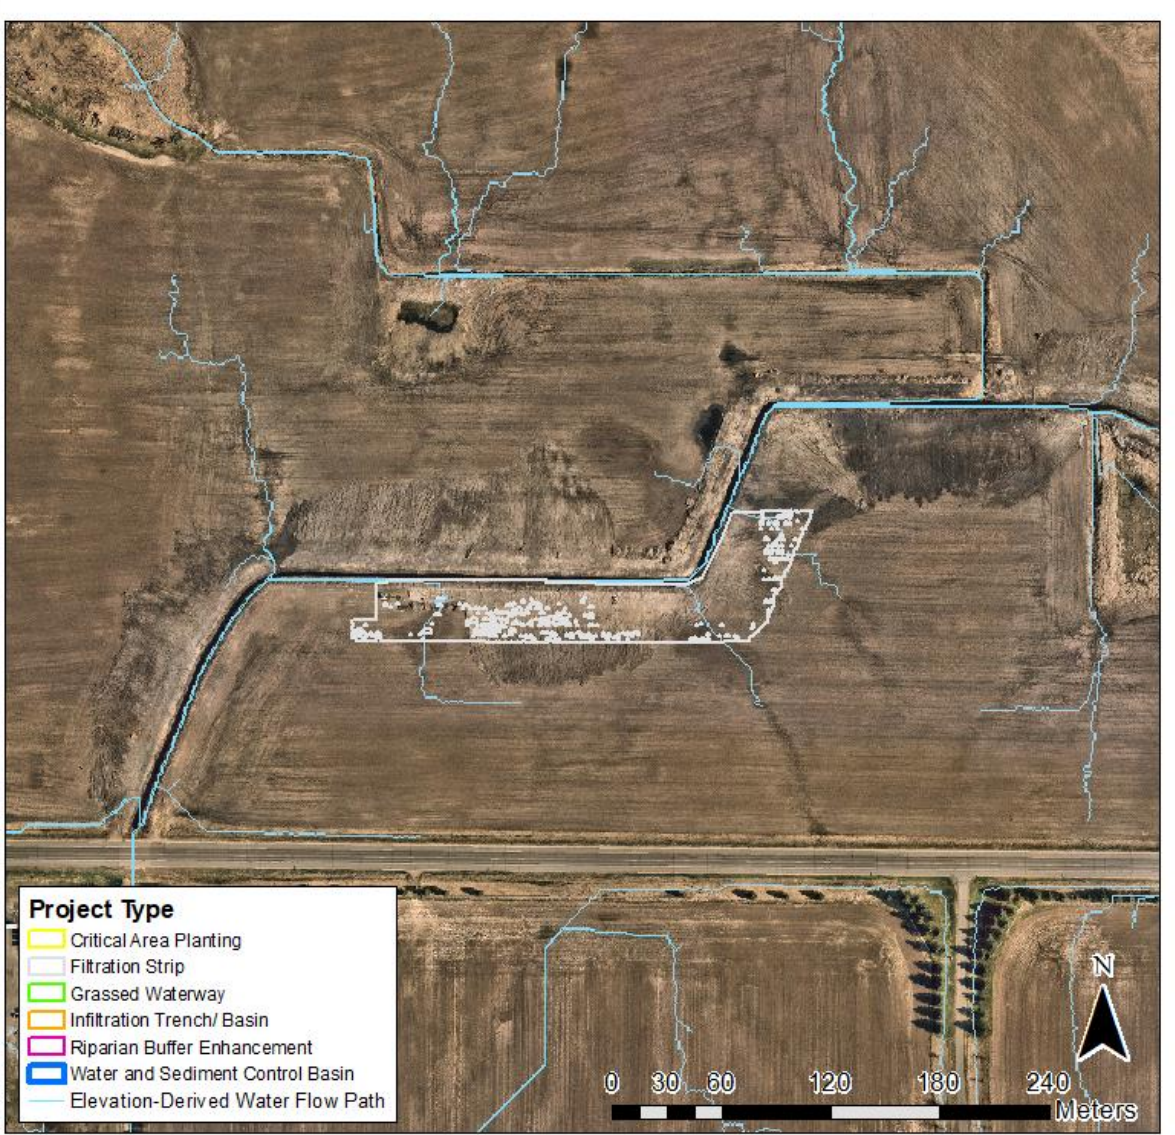 Project Type
Critical Area Planting
Filtration Strip
Grassed Waterway
Infiltration Trench/ Basin
Riparian Buffer Enhancement
Water and Sediment Control Basin
Elevation-Derived Water Flow Path
N
0 30 60 120 180 240
Meters